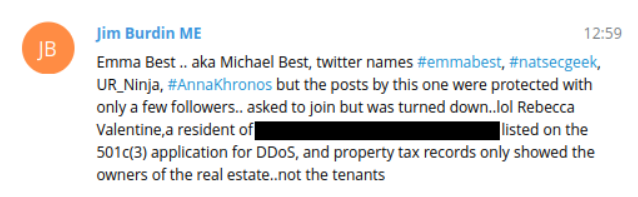 JB
Jim Burdin ME 12:59
Emma Best .. aka Michael Best, twitter names #emmabest, #natsecgeek,
UR_Ninja, #AnnaKhronos but the posts by this one were protected with
only a few followers.. asked to join but was turned down..lol Rebecca
Valentine,a resident of listed on the
501c(3) application for DDoS, and property tax records only showed the
owners of the real estate..not the tenants